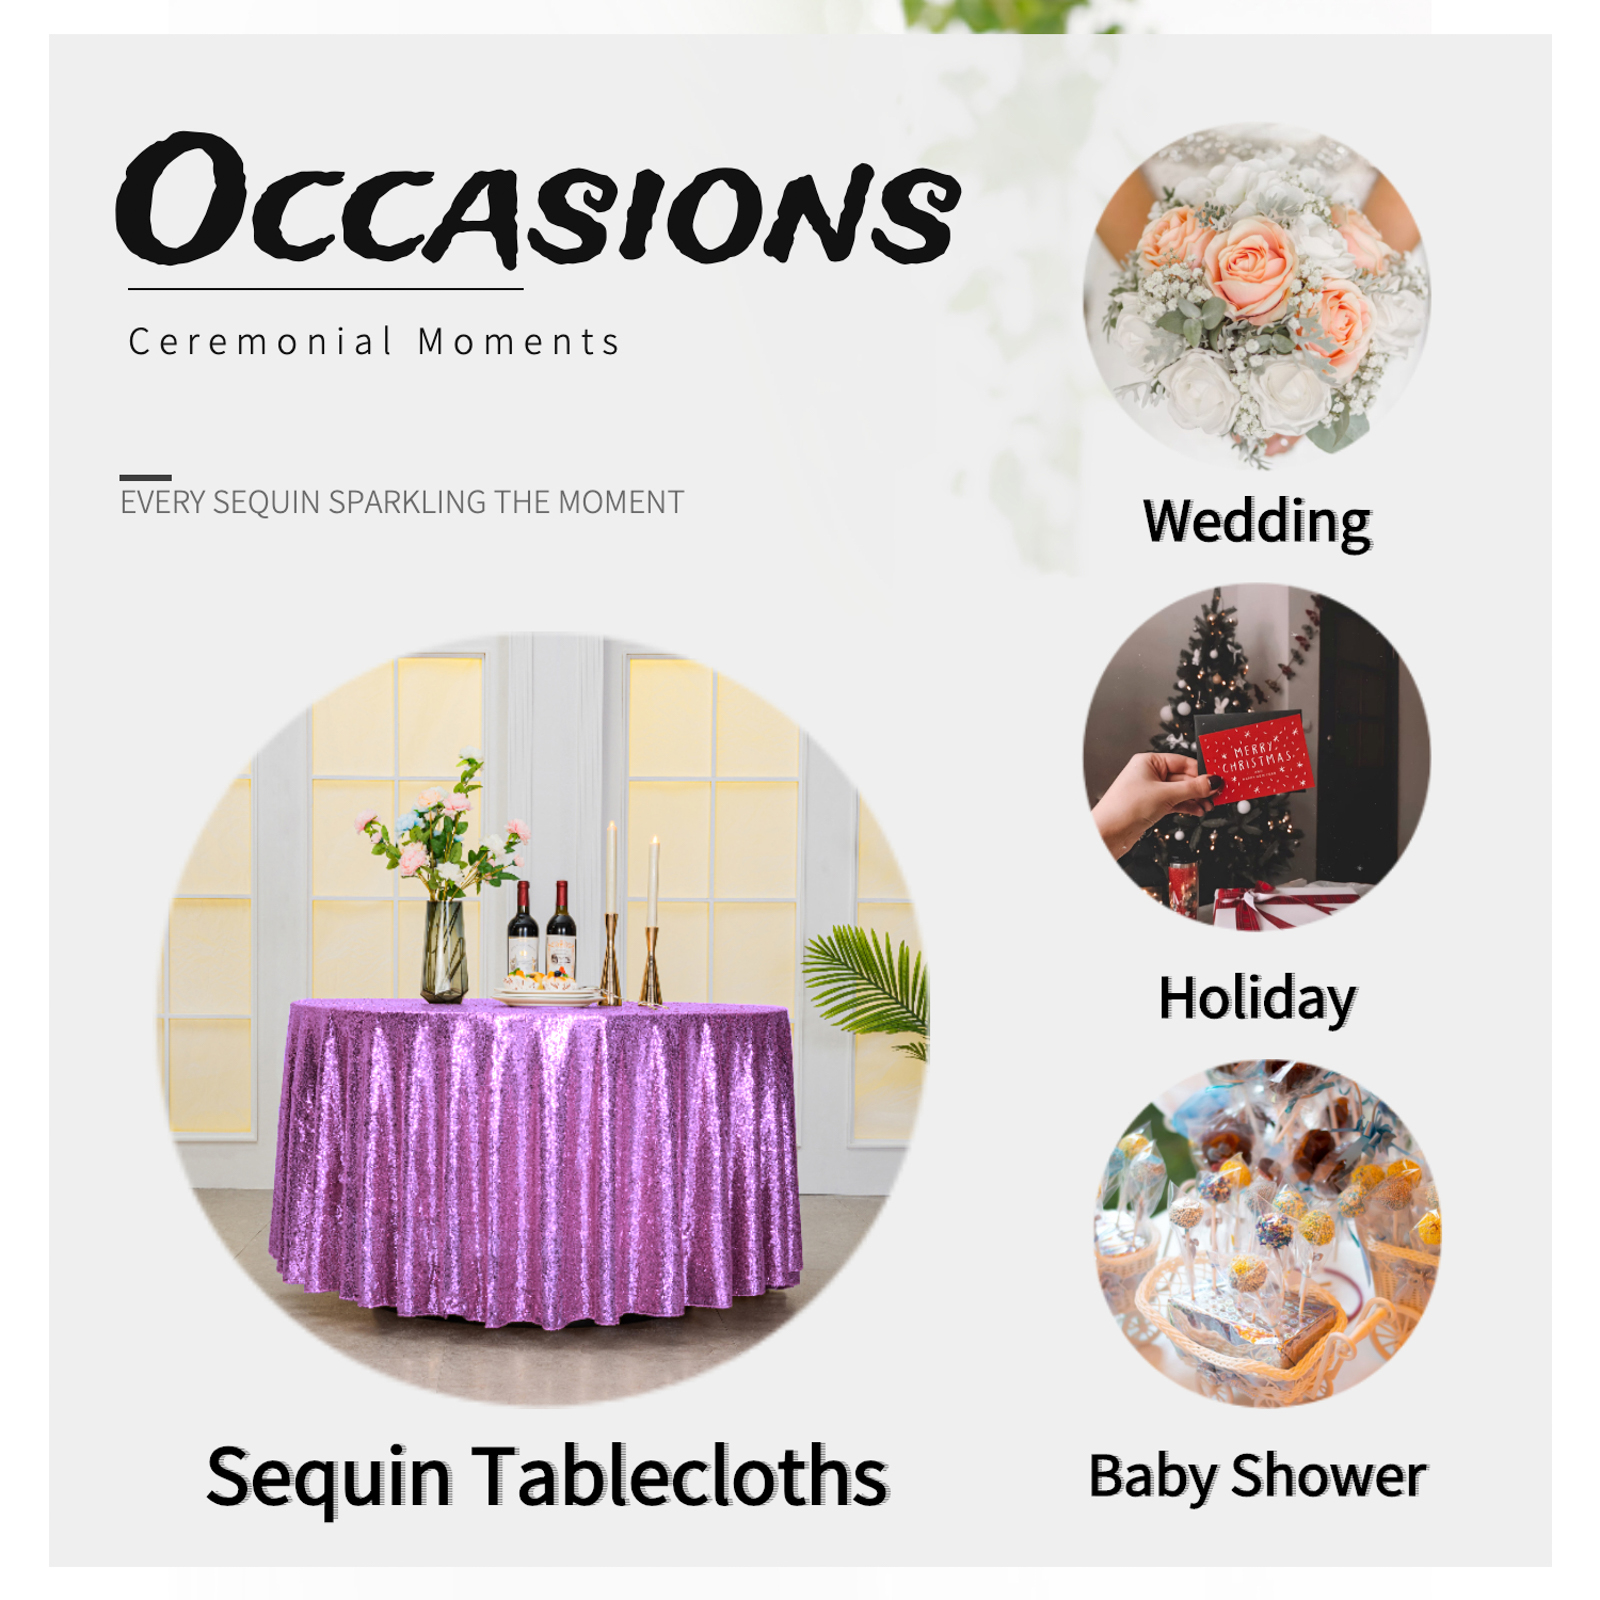 OCCASIONS
Ceremonial Moments
EVERY SEQUIN SPARKLING THE MOMENT
Wedding
MERRY
CHRISTMAS
Holiday
Sequin Tablecloths
Baby Shower